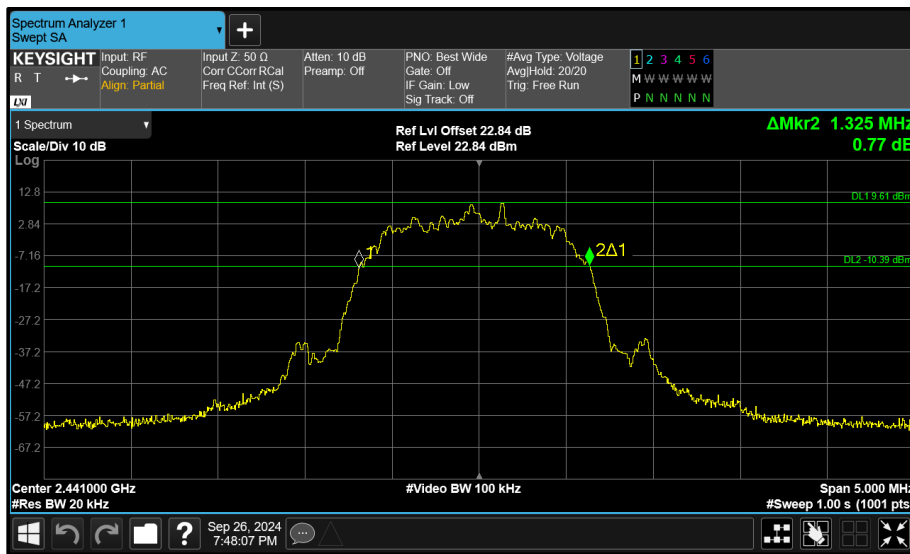 Spectrum Analyzer 1
Swept SA
KEYSIGHT
R T
LXI
Input: RF
Coupling: AC
Align: Partial
Input Z: 50 Ω
Corr CCorr RCal
Freq Ref: Int (S)
Atten: 10 dB
Preamp: Off
PNO: Best Wide
Gate: Off
IF Gain: Low
Sig Track: Off
#Avg Type: Voltage
Avg|Hold: 20/20
Trig: Free Run
1 2 3 4 5 6
M W W W W W
P N N N N N
1 Spectrum
Scale/Div 10 dB
Ref Lvl Offset 22.84 dB
Ref Level 22.84 dBm
ΔMkr2 1.325 MHz
0.77 dB
Log
12.8
2.84
-7.16
-17.2
-27.2
-37.2
-47.2
-57.2
-67.2
DL1 9.61 dBm
1
2Δ1
DL2 -10.39 dBm
Center 2.441000 GHz
#Res BW 20 kHz
#Video BW 100 kHz
Span 5.000 MHz
#Sweep 1.00 s (1001 pts
?
Sep 26, 2024
7:48:07 PM